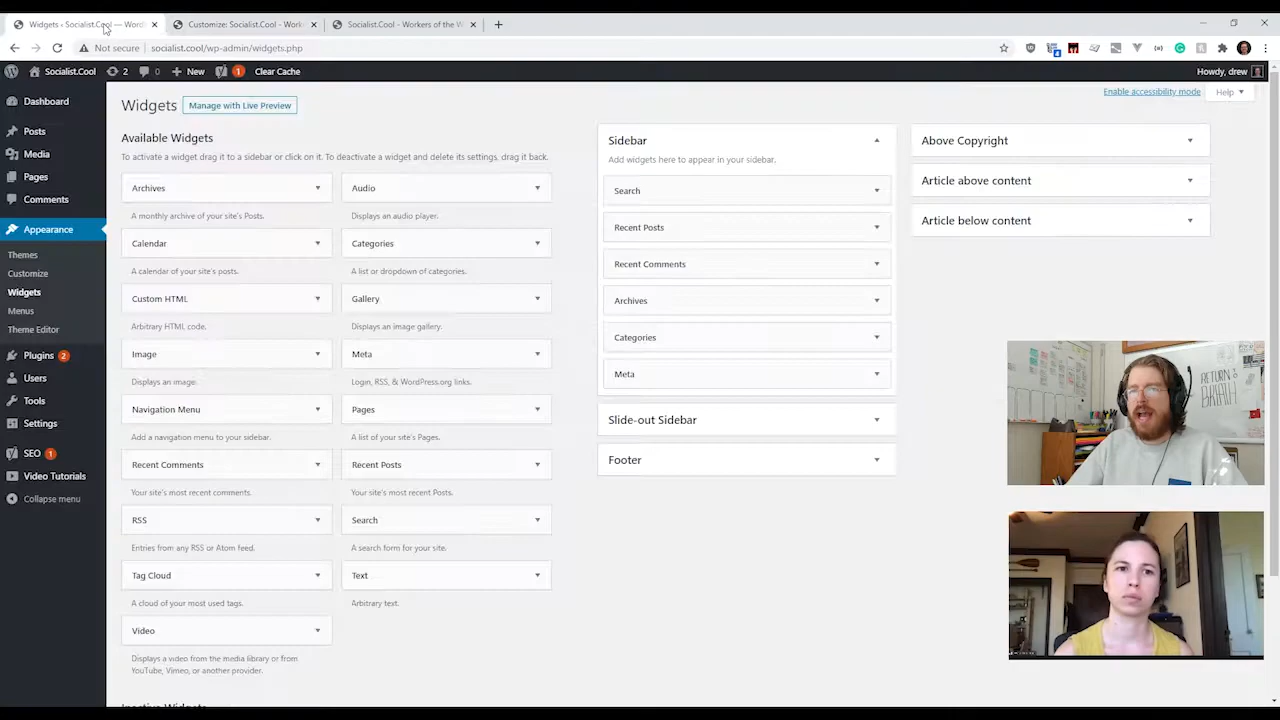 Widgets ‹ Socialist.Cool — Word
Customize: Socialist.Cool - Worke
Socialist.Cool - Workers of the W
Not secure | socialist.cool/wp-admin/widgets.php
Socialist.Cool
2
0
New
1
Clear Cache
Howdy, drew
Dashboard
Posts
Media
Pages
Comments
Appearance
Themes
Customize
Widgets
Menus
Theme Editor
Plugins 2
Users
Tools
Settings
SEO 1
Video Tutorials
Collapse menu
Widgets
Manage with Live Preview
Enable accessibility mode
Help
Available Widgets
To activate a widget drag it to a sidebar or click on it. To deactivate a widget and delete its settings, drag it back.
Archives
Audio
A monthly archive of your site's Posts.
Displays an audio player.
Calendar
Categories
A calendar of your site's posts.
A list or dropdown of categories.
Custom HTML
Gallery
Arbitrary HTML code.
Displays an image gallery.
Image
Meta
Displays an image.
Login, RSS, & WordPress.org links.
Navigation Menu
Pages
Add a navigation menu to your sidebar.
A list of your site's Pages.
Recent Comments
Recent Posts
Your site's most recent comments.
Your site's most recent Posts.
RSS
Search
Entries from any RSS or Atom feed.
A search form for your site.
Tag Cloud
Text
A cloud of your most used tags.
Arbitrary text.
Video
Displays a video from the media library or from
YouTube, Vimeo, or another provider.
Inactive Widgets
Sidebar
Add widgets here to appear in your sidebar.
Search
Recent Posts
Recent Comments
Archives
Categories
Meta
Slide-out Sidebar
Footer
Above Copyright
Article above content
Article below content
RETURN